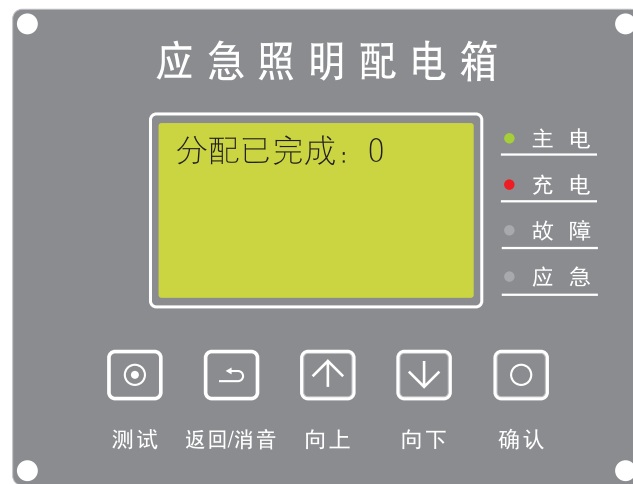 应急照明配电箱
分配已完成：0
主电
充电
故障
应急
测试 返回/消音 向上 向下 确认